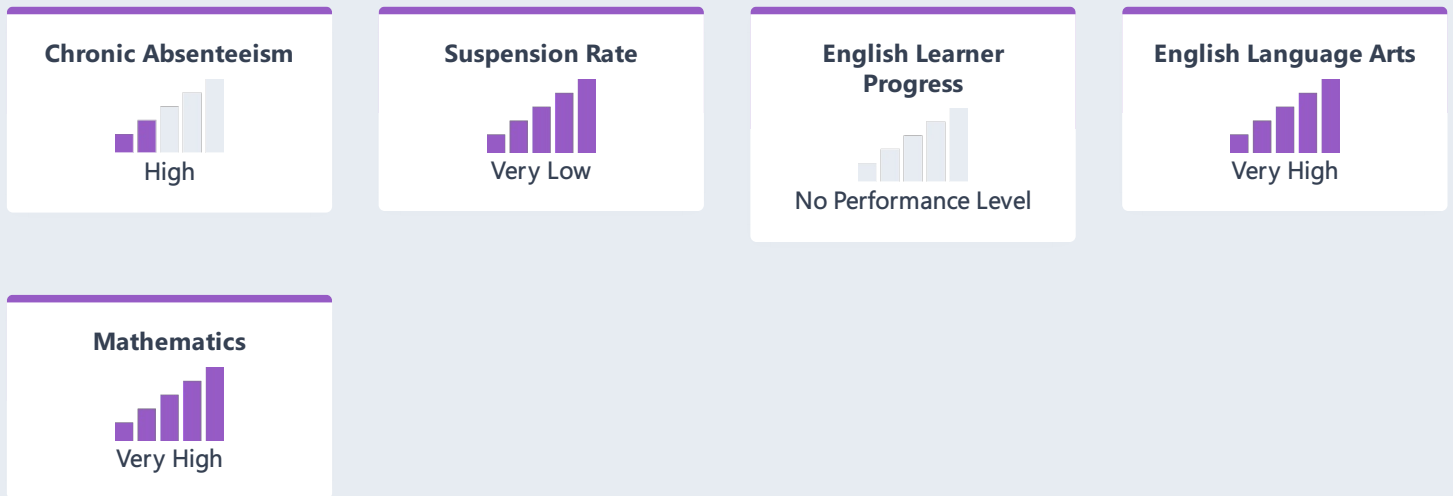 Chronic Absenteeism
High
Suspension Rate
Very Low
English Learner
Progress
No Performance Level
English Language Arts
Very High
Mathematics
Very High